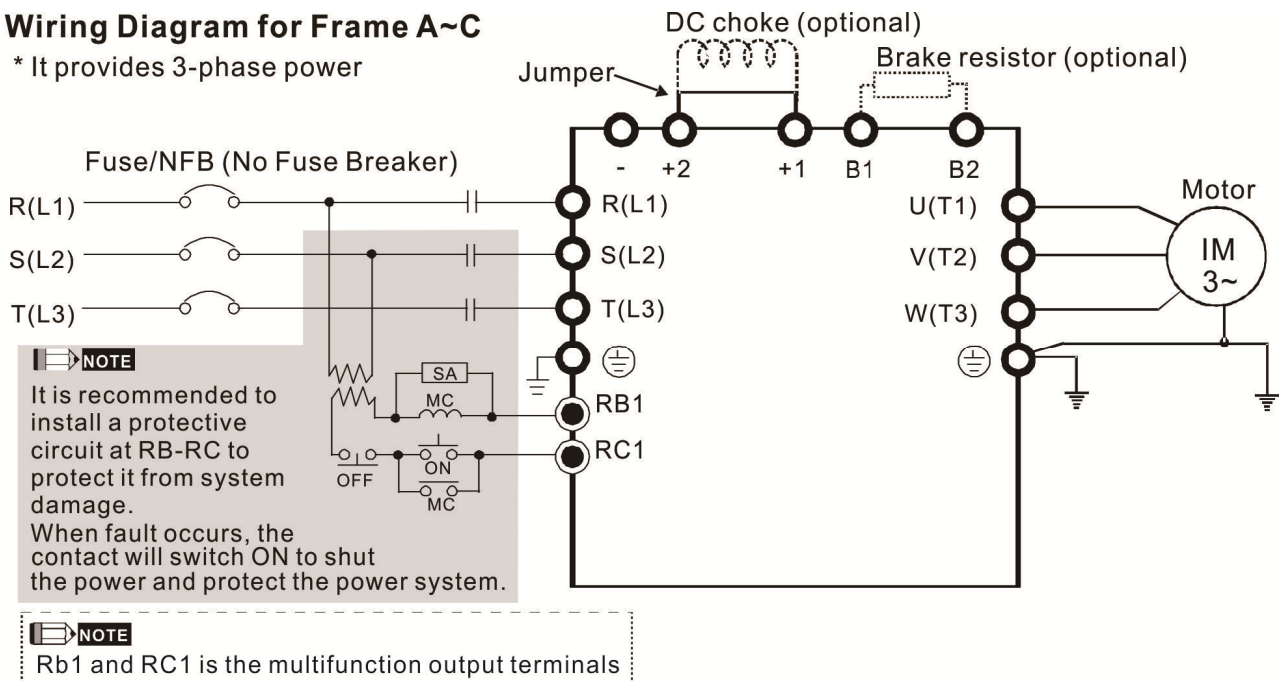 Wiring Diagram for Frame A~C
* It provides 3-phase power
DC choke (optional)
Jumper
Brake resistor (optional)
Fuse/NFB (No Fuse Breaker)
- +2 +1 B1 B2
R(L1) R(L1) U(T1) Motor
S(L2) S(L2) V(T2) IM
3~
T(L3) T(L3) W(T3)
NOTE
It is recommended to
install a protective
circuit at RB-RC to
protect it from system
damage.
When fault occurs, the
contact will switch ON to shut
the power and protect the power system.
SA
MC
RB1
OFF
ON
MC
RC1
NOTE
Rb1 and RC1 is the multifunction output terminals